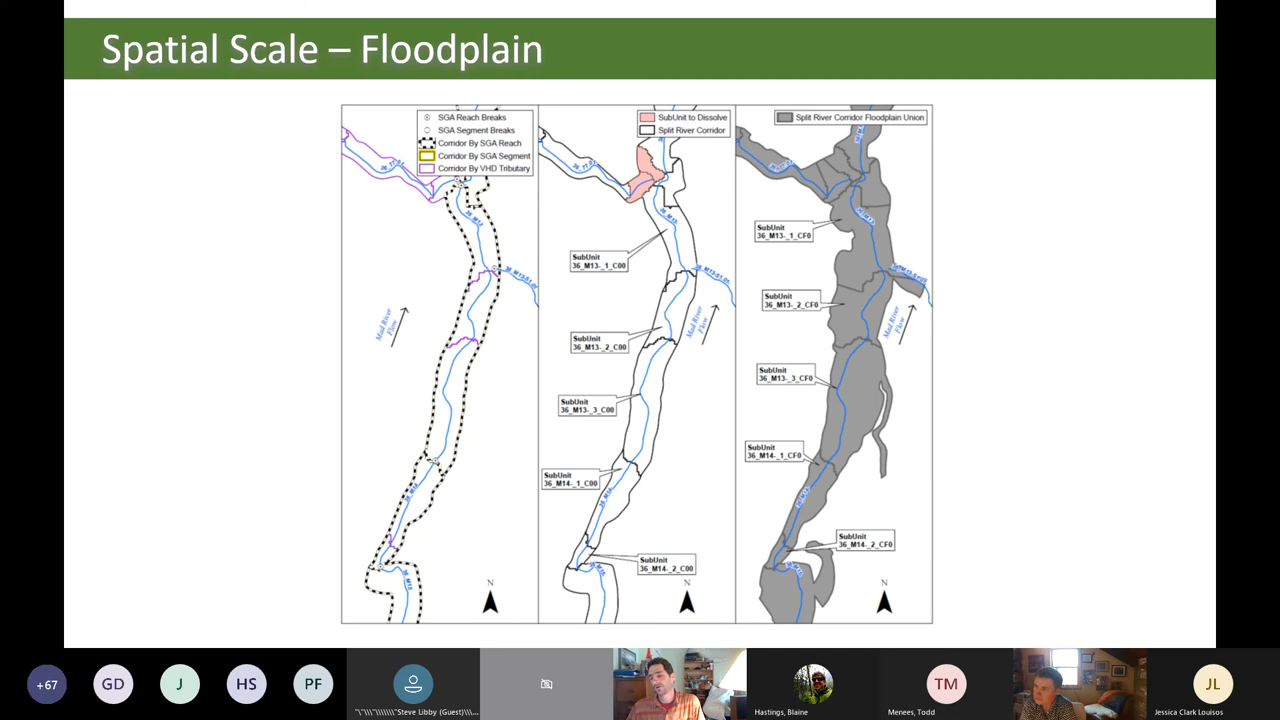 Spatial Scale – Floodplain
SGA Reach Breaks
SGA Segment Breaks
Corridor By SGA Reach
Corridor By SGA Segment
Corridor By VHD Tributary
Mad River
Flow
N
SubUnit to Dissolve
Split River Corridor
SubUnit
36_M13-_1_C00
SubUnit
36_M13-_2_C00
SubUnit
36_M13-_3_C00
SubUnit
36_M14-_1_C00
SubUnit
36_M14-_2_C00
Mad River
Flow
N
Split River Corridor Floodplain Union
SubUnit
36_M13-_1_CF0
SubUnit
36_M13-_2_CF0
SubUnit
36_M13-_3_CF0
SubUnit
36_M14-_1_CF0
SubUnit
36_M14-_2_CF0
Mad River
Flow
N
+67
GD
J
HS
PF
"\"\\\"\\\\\\\"Steve Libby (Guest)\\\...
Hastings, Blaine
TM
Menees, Todd
JL
Jessica Clark Louisos